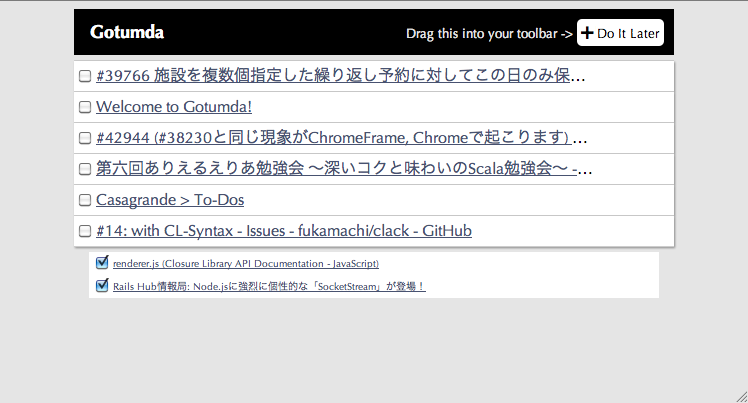 Gotumda
Drag this into your toolbar -> + Do It Later
#39766 施設を複数個指定した繰り返し予約に対してこの日のみ保…
Welcome to Gotumda!
#42944 (#38230と同じ現象がChromeFrame, Chromeで起こります) …
第六回ありえるえりあ勉強会 〜深いコクと味わいのScala勉強会〜 -…
Casagrande > To-Dos
#14: with CL-Syntax - Issues - fukamachi/clack - GitHub
renderer.js (Closure Library API Documentation - JavaScript)
Rails Hub情報局: Node.jsに強烈に個性的な「SocketStream」が登場！